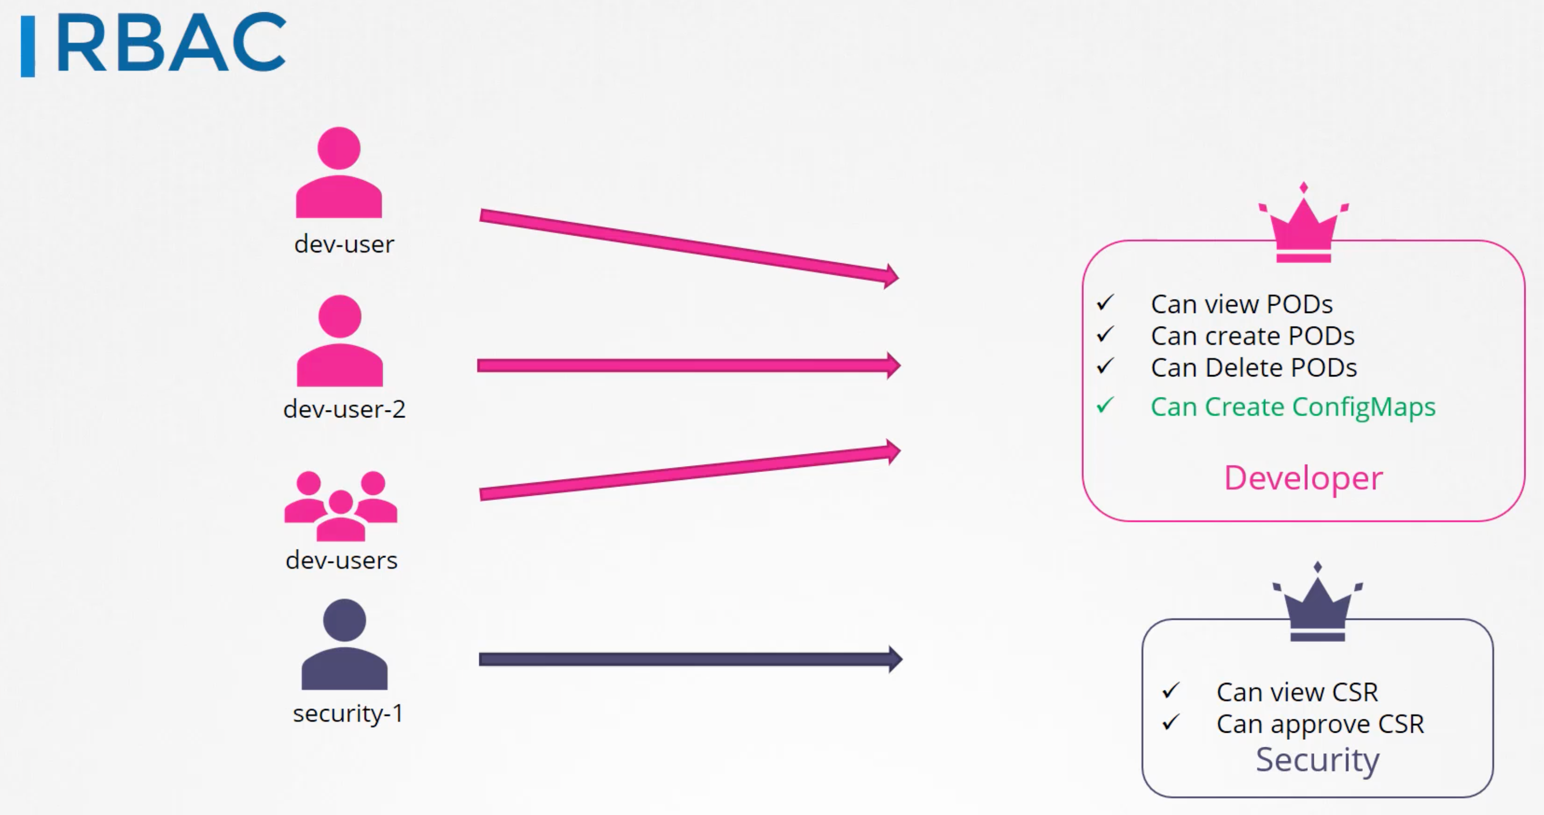 RBAC
dev-user
dev-user-2
dev-users
security-1
Can view PODs
Can create PODs
Can Delete PODs
Can Create ConfigMaps
Developer
Can view CSR
Can approve CSR
Security